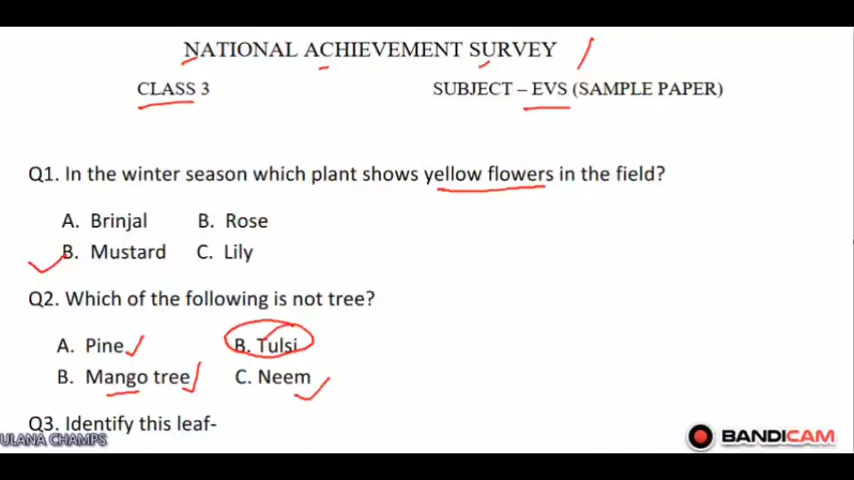 NATIONAL ACHIEVEMENT SURVEY
CLASS 3 SUBJECT – EVS (SAMPLE PAPER)
Q1. In the winter season which plant shows yellow flowers in the field?
A. Brinjal B. Rose
B. Mustard C. Lily
Q2. Which of the following is not tree?
A. Pine B. Tulsi
B. Mango tree C. Neem
Q3. Identify this leaf-
ULANA CHAMPS
BANDICAM